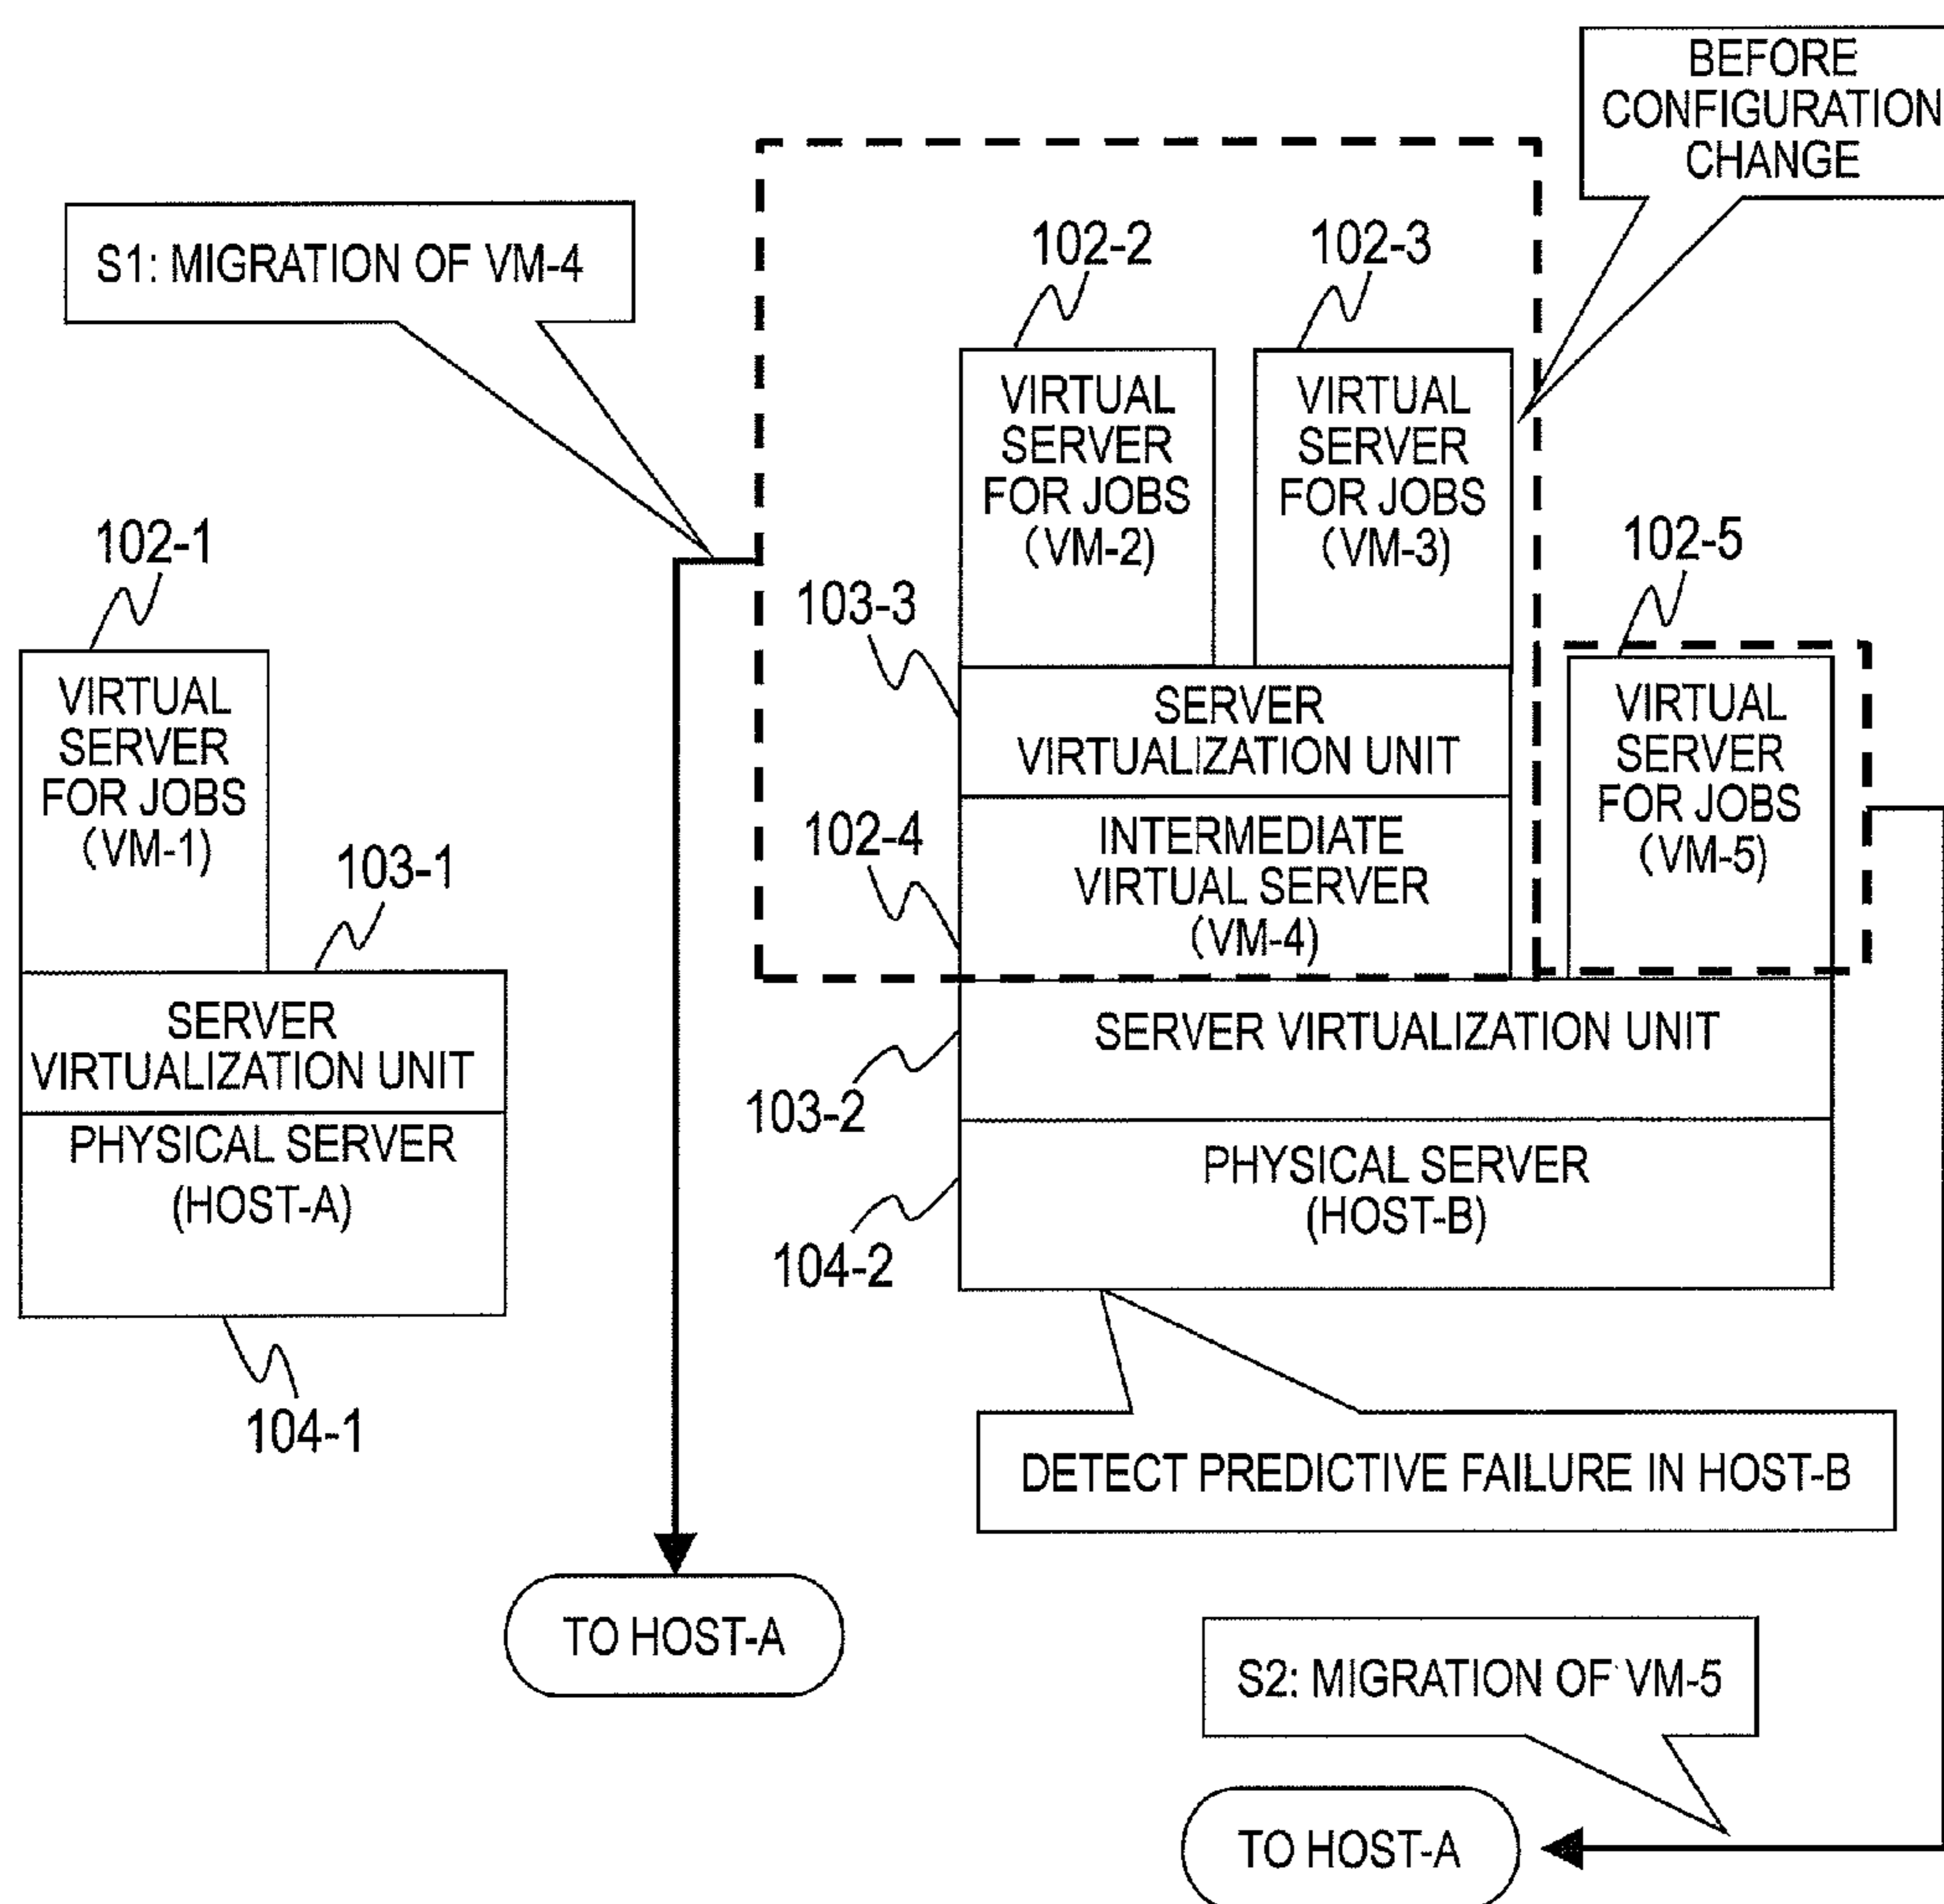 BEFORE
CONFIGURATION
CHANGE
S1: MIGRATION OF VM-4
102-2
102-3
VIRTUAL
SERVER
FOR JOBS
(VM-2)
VIRTUAL
SERVER
FOR JOBS
(VM-3)
102-1
102-5
103-3
VIRTUAL
SERVER
FOR JOBS
(VM-1)
SERVER
VIRTUALIZATION UNIT
VIRTUAL
SERVER
FOR JOBS
(VM-5)
102-4
INTERMEDIATE
VIRTUAL SERVER
(VM-4)
103-1
SERVER
VIRTUALIZATION UNIT
SERVER VIRTUALIZATION UNIT
103-2
PHYSICAL SERVER
(HOST-A)
PHYSICAL SERVER
(HOST-B)
104-2
104-1
DETECT PREDICTIVE FAILURE IN HOST-B
TO HOST-A
S2: MIGRATION OF VM-5
TO HOST-A